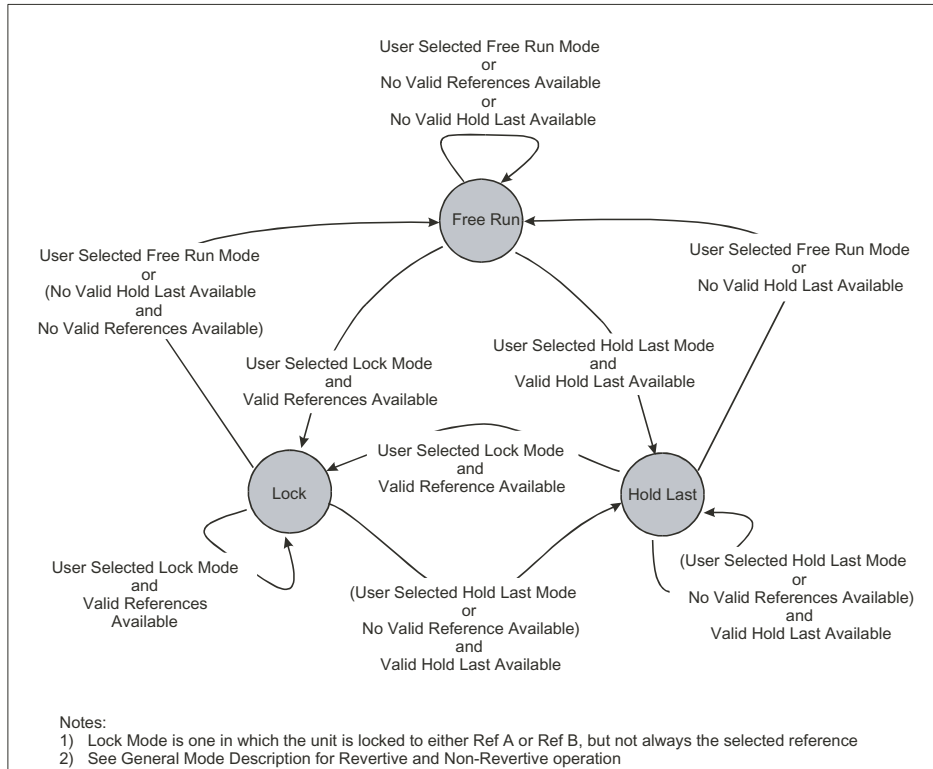 User Selected Free Run Mode
or
No Valid References Available
or
No Valid Hold Last Available
Free Run
User Selected Free Run Mode
or
(No Valid Hold Last Available
and
No Valid References Available)
User Selected Free Run Mode
or
No Valid Hold Last Available
User Selected Lock Mode
and
Valid References Available
User Selected Hold Last Mode
and
Valid Hold Last Available
User Selected Lock Mode
and
Valid Reference Available
Lock
Hold Last
User Selected Lock Mode
and
Valid References
Available
(User Selected Hold Last Mode
or
No Valid Reference Available)
and
Valid Hold Last Available
(User Selected Hold Last Mode
or
No Valid References Available)
and
Valid Hold Last Available
Notes:
1) Lock Mode is one in which the unit is locked to either Ref A or Ref B, but not always the selected reference
2) See General Mode Description for Revertive and Non-Revertive operation